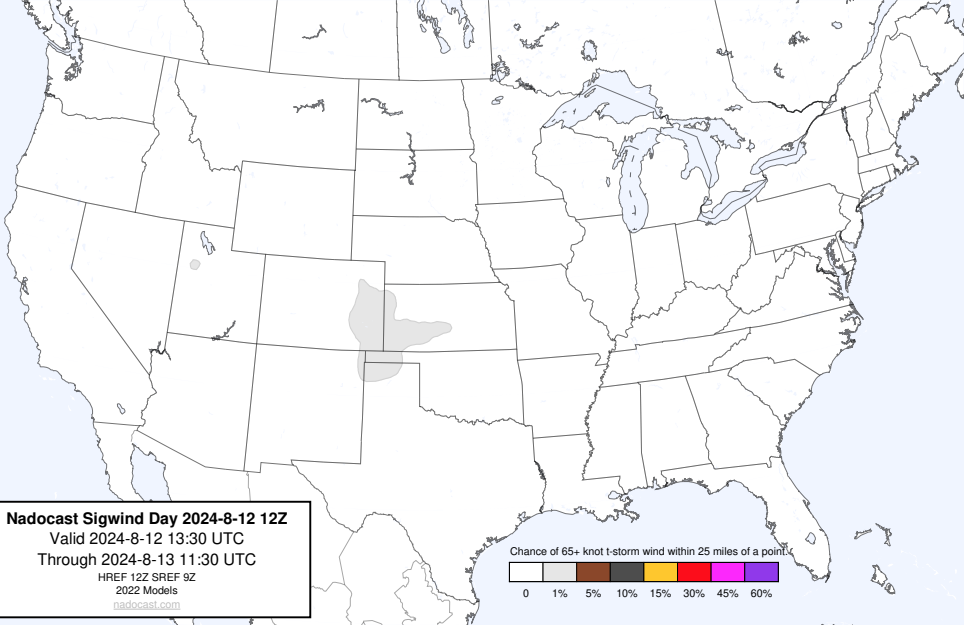 Nadocast Sigwind Day 2024-8-12 12Z
Valid 2024-8-12 13:30 UTC
Through 2024-8-13 11:30 UTC
HREF 12Z SREF 9Z
2022 Models
nadocast.com
Chance of 65+ knot t-storm wind within 25 miles of a point.
0 1% 5% 10% 15% 30% 45% 60%